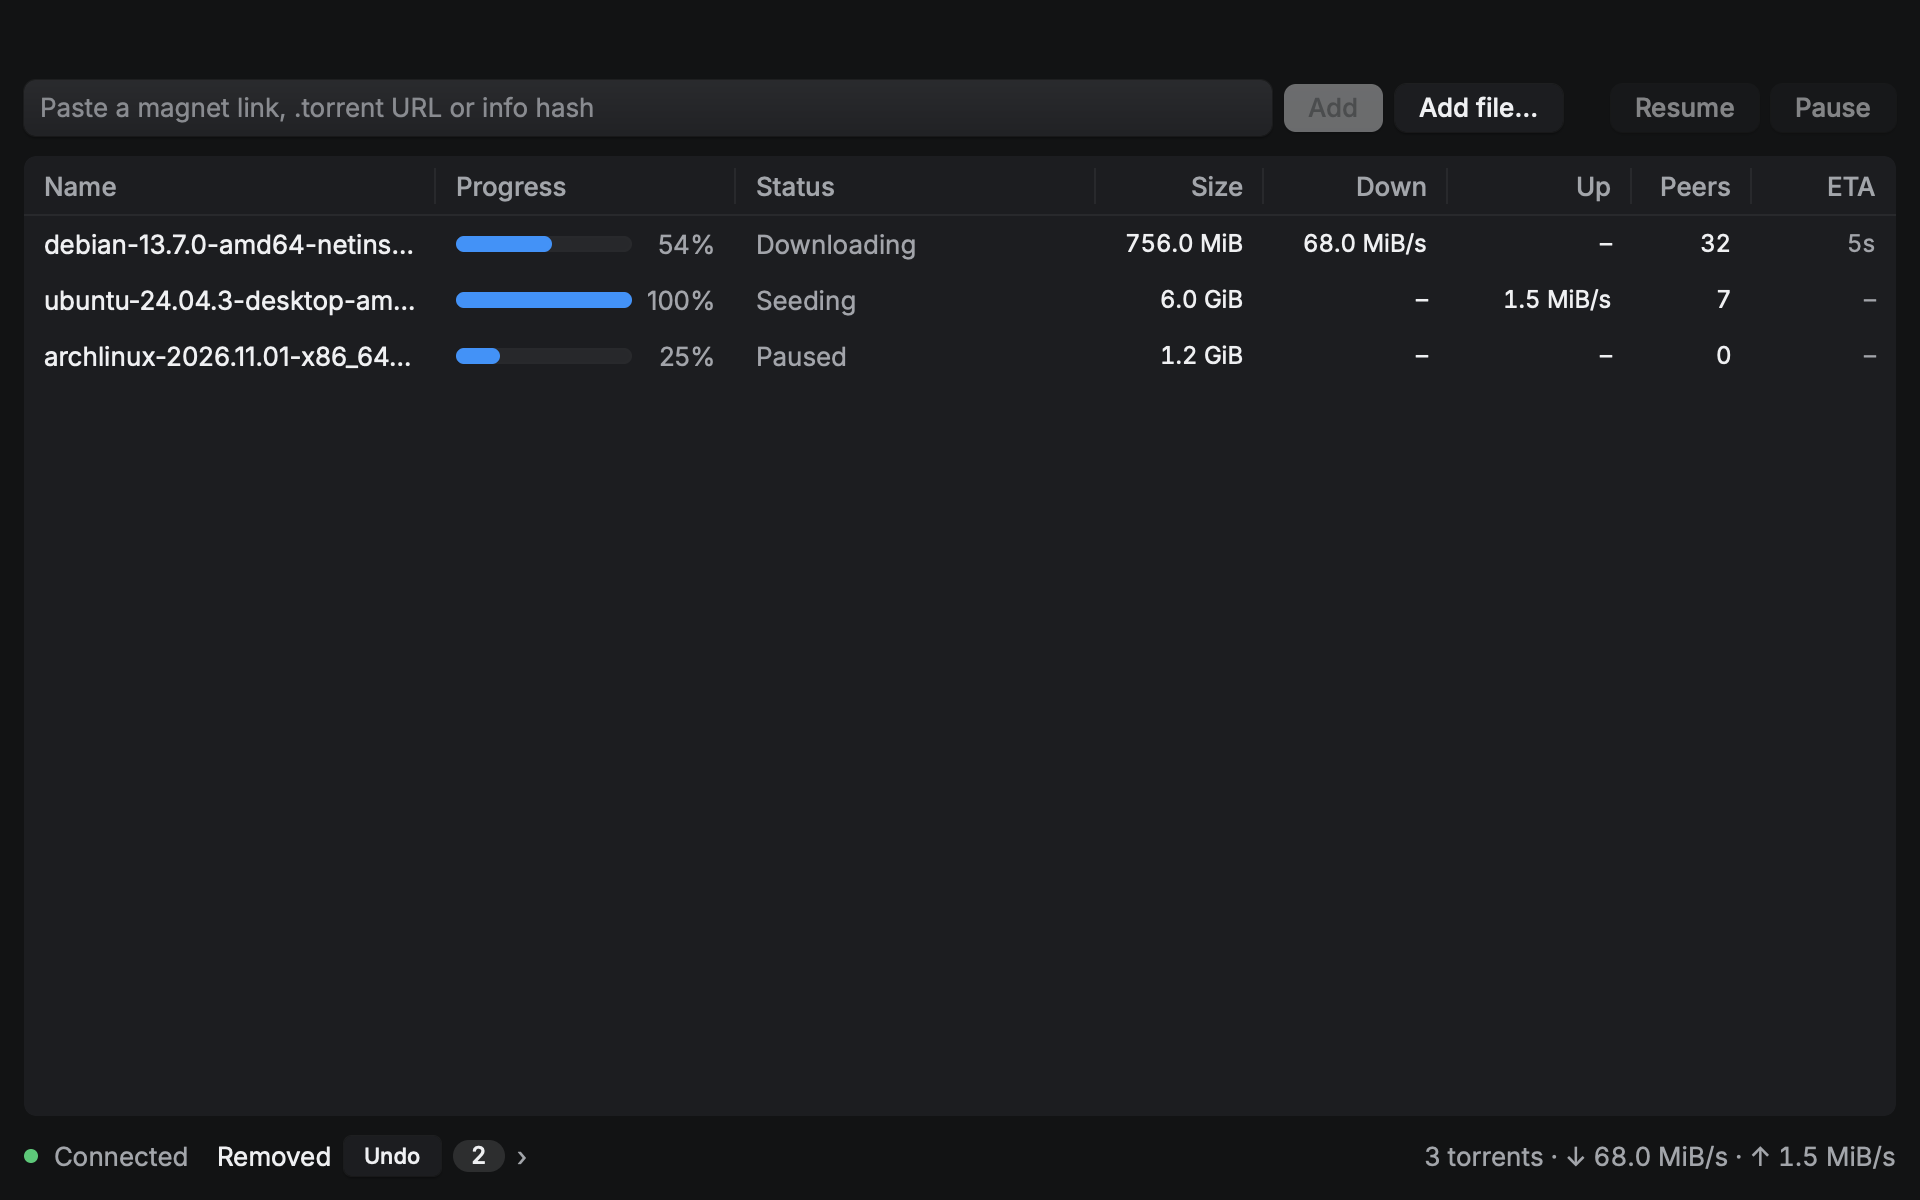 Paste a magnet link, .torrent URL or info hash Add Add file... Resume Pause
Name Progress Status Size Down Up Peers ETA
debian-13.7.0-amd64-netins... 54% Downloading 756.0 MiB 68.0 MiB/s – 32 5s
ubuntu-24.04.3-desktop-am... 100% Seeding 6.0 GiB – 1.5 MiB/s 7 –
archlinux-2026.11.01-x86_64... 25% Paused 1.2 GiB – – 0 –
Connected Removed Undo 2 › 3 torrents · ↓ 68.0 MiB/s · ↑ 1.5 MiB/s